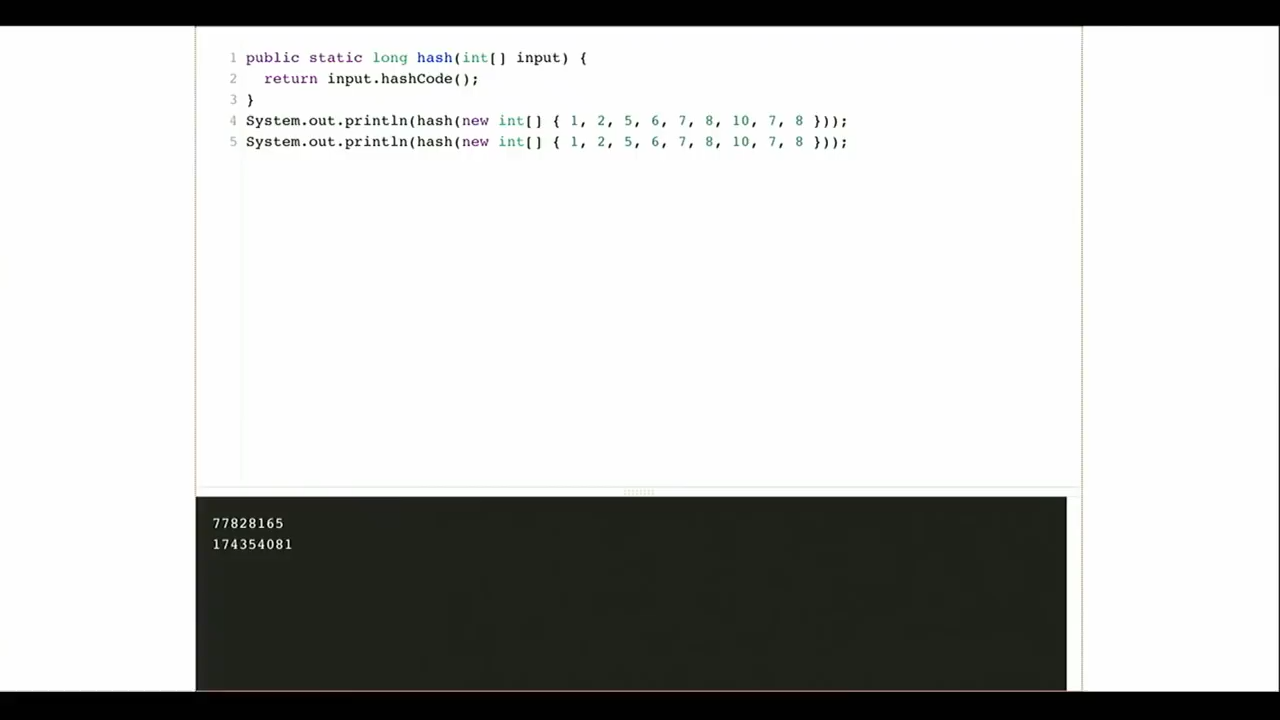 1 public static long hash(int[] input) {
2   return input.hashCode();
3 }
4 System.out.println(hash(new int[] { 1, 2, 5, 6, 7, 8, 10, 7, 8 }));
5 System.out.println(hash(new int[] { 1, 2, 5, 6, 7, 8, 10, 7, 8 }));
77828165
174354081